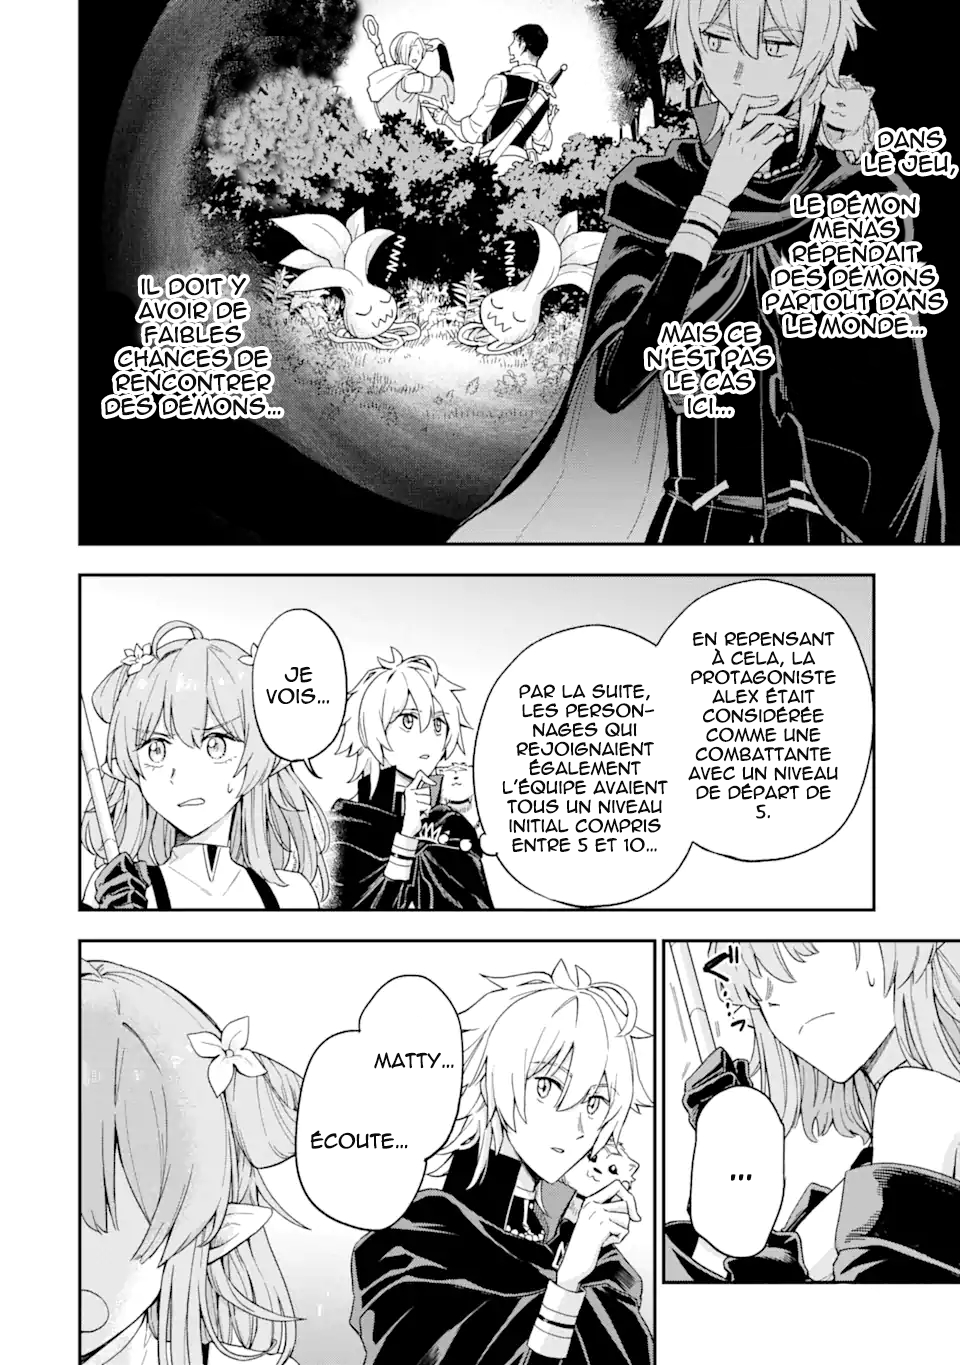 DANS
LE JEU,
LE DÉMON
MENAS
RÉPENDAIT
DES DÉMONS
PARTOUT DANS
LE MONDE...
MAIS CE
N'EST PAS
LE CAS
ICI...
IL DOIT Y
AVOIR DE
FAIBLES
CHANCES DE
RENCONTRER
DES DÉMONS...
ZZZ...
ZZZ...
EN REPENSANT
À CELA, LA
PROTAGONISTE
ALEX ÉTAIT
CONSIDÉRÉE
COMME UNE
COMBATTANTE
AVEC UN NIVEAU
DE DÉPART DE
5.
PAR LA SUITE,
LES PERSON-
NAGES QUI
REJOIGNAIENT
ÉGALEMENT
L'ÉQUIPE AVAIENT
TOUS UN NIVEAU
INITIAL COMPRIS
ENTRE 5 ET 10...
JE
VOIS...
...
MATTY...
ÉCOUTE...